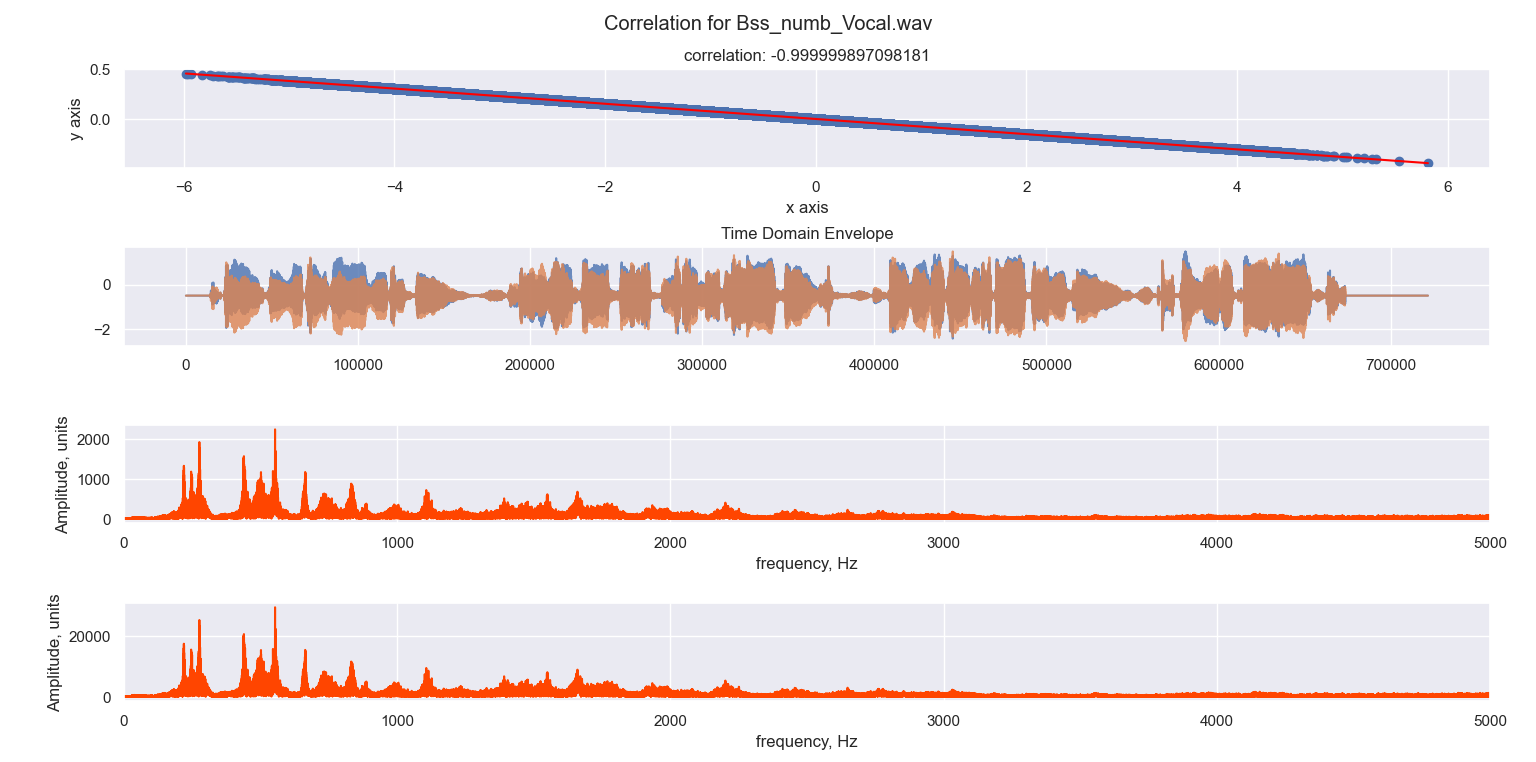 Correlation for Bss_numb_Vocal.wav
correlation: -0.999999897098181
0.5
0.0
y axis
−6 −4 −2 0 2 4 6
x axis
Time Domain Envelope
0
−2
0 100000 200000 300000 400000 500000 600000 700000
2000
1000
0
Amplitude, units
0 1000 2000 3000 4000 5000
frequency, Hz
20000
0
Amplitude, units
0 1000 2000 3000 4000 5000
frequency, Hz